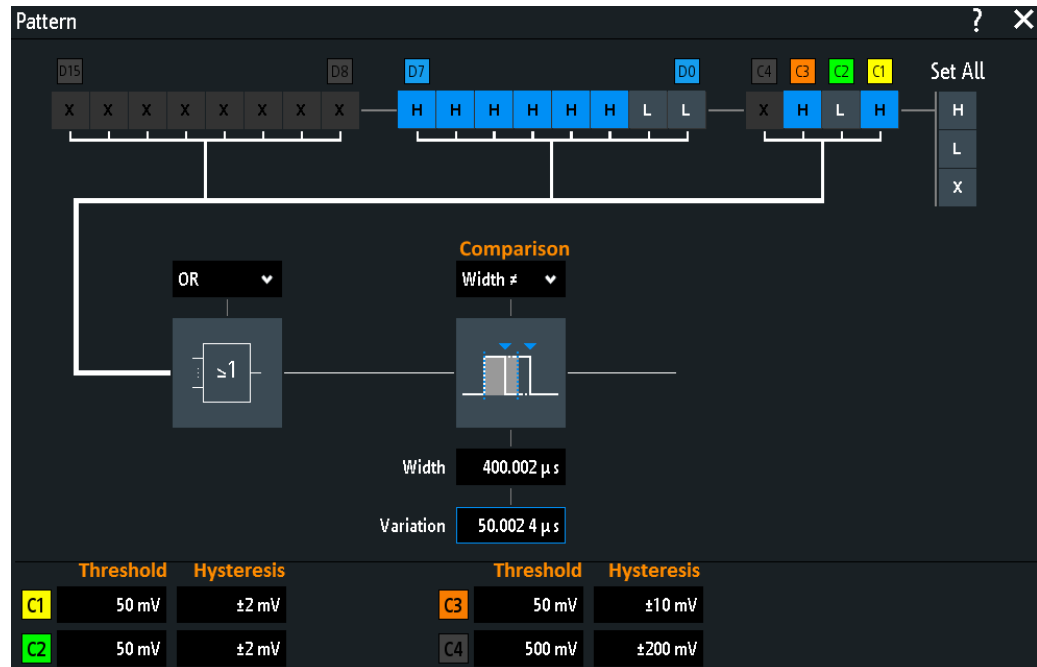 Pattern ? X
D15 D8 D7 D0 C4 C3 C2 C1 Set All
X X X X X X X X H H H H H H L L X H L H H
L
X
Comparison
OR Width ≠
≥1
Width 400.002 µs
Variation 50.002 4 µs
Threshold Hysteresis Threshold Hysteresis
C1 50 mV ±2 mV C3 50 mV ±10 mV
C2 50 mV ±2 mV C4 500 mV ±200 mV